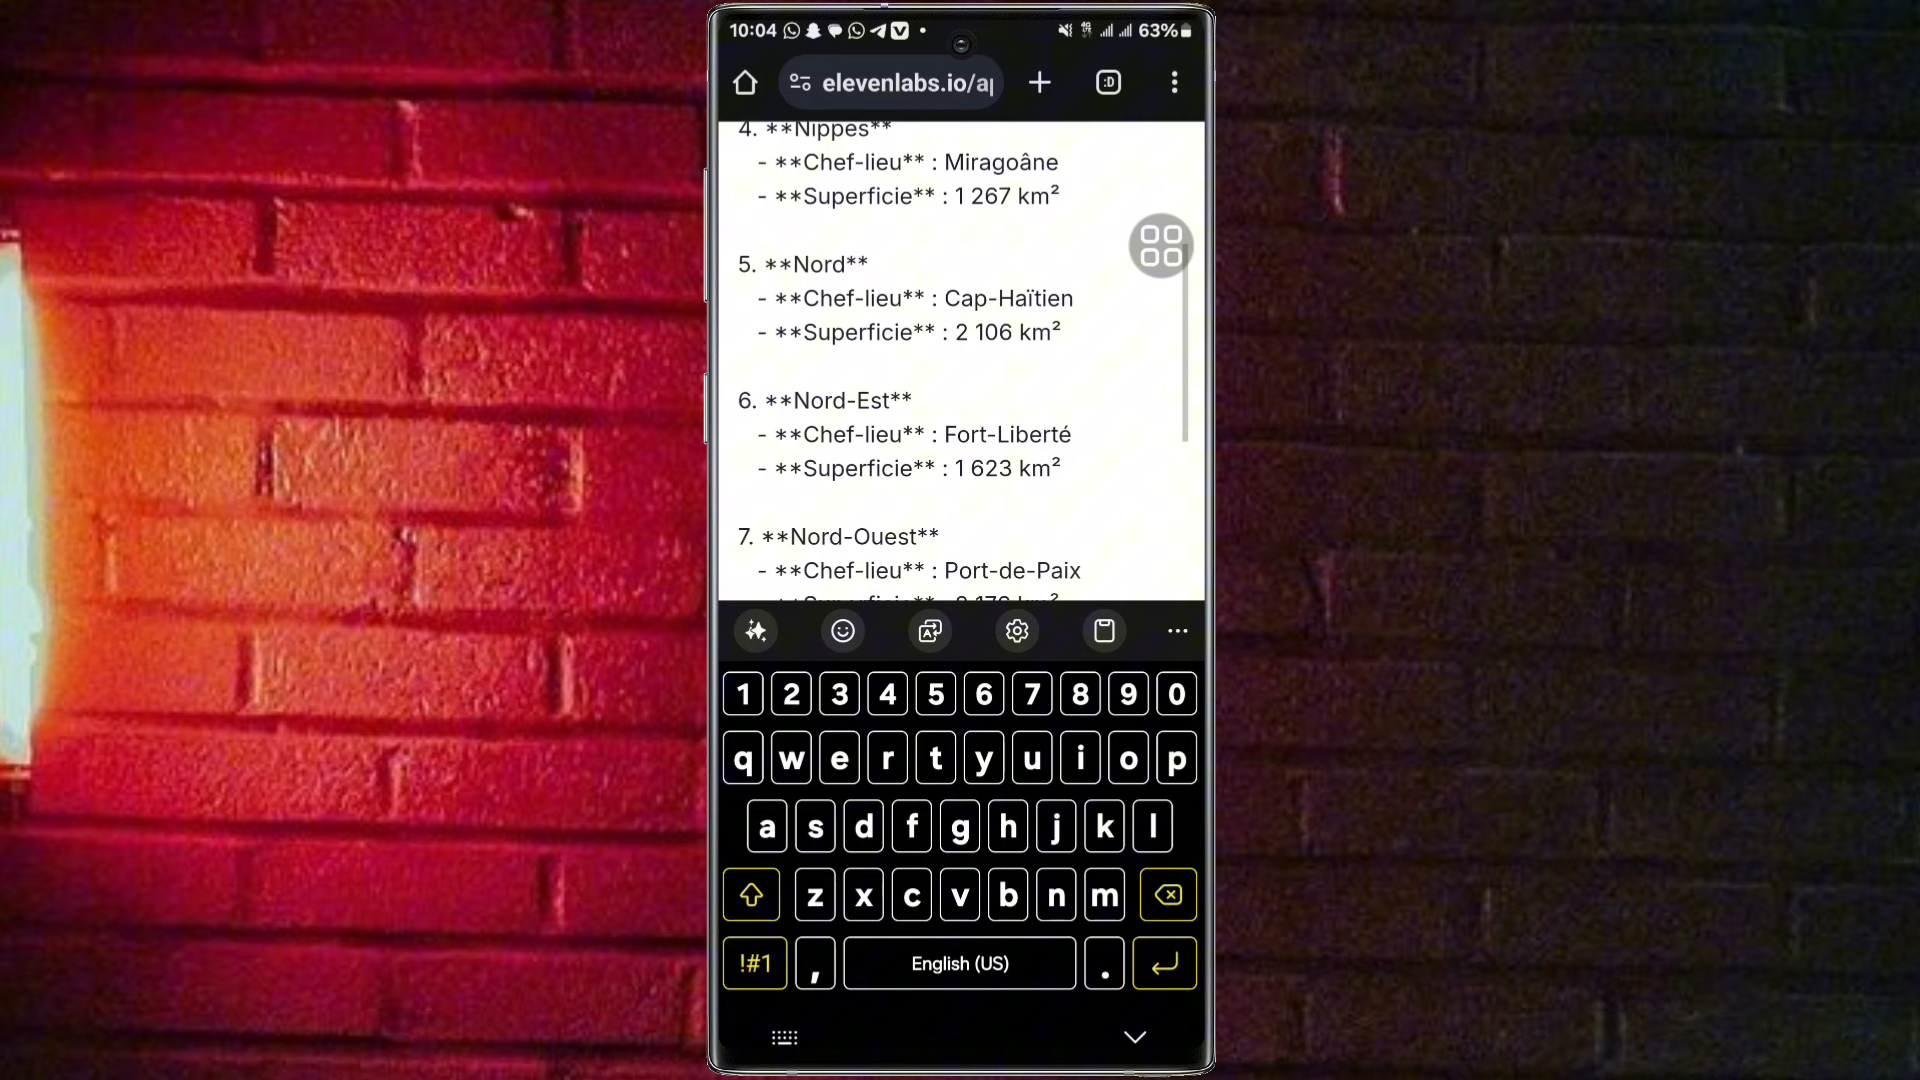 10:04 63%
elevenlabs.io/a
4. **Nippes**
- **Chef-lieu** : Miragoâne
- **Superficie** : 1 267 km²
5. **Nord**
- **Chef-lieu** : Cap-Haïtien
- **Superficie** : 2 106 km²
6. **Nord-Est**
- **Chef-lieu** : Fort-Liberté
- **Superficie** : 1 623 km²
7. **Nord-Ouest**
- **Chef-lieu** : Port-de-Paix
1 2 3 4 5 6 7 8 9 0
q w e r t y u i o p
a s d f g h j k l
z x c v b n m
!#1 , English (US) .